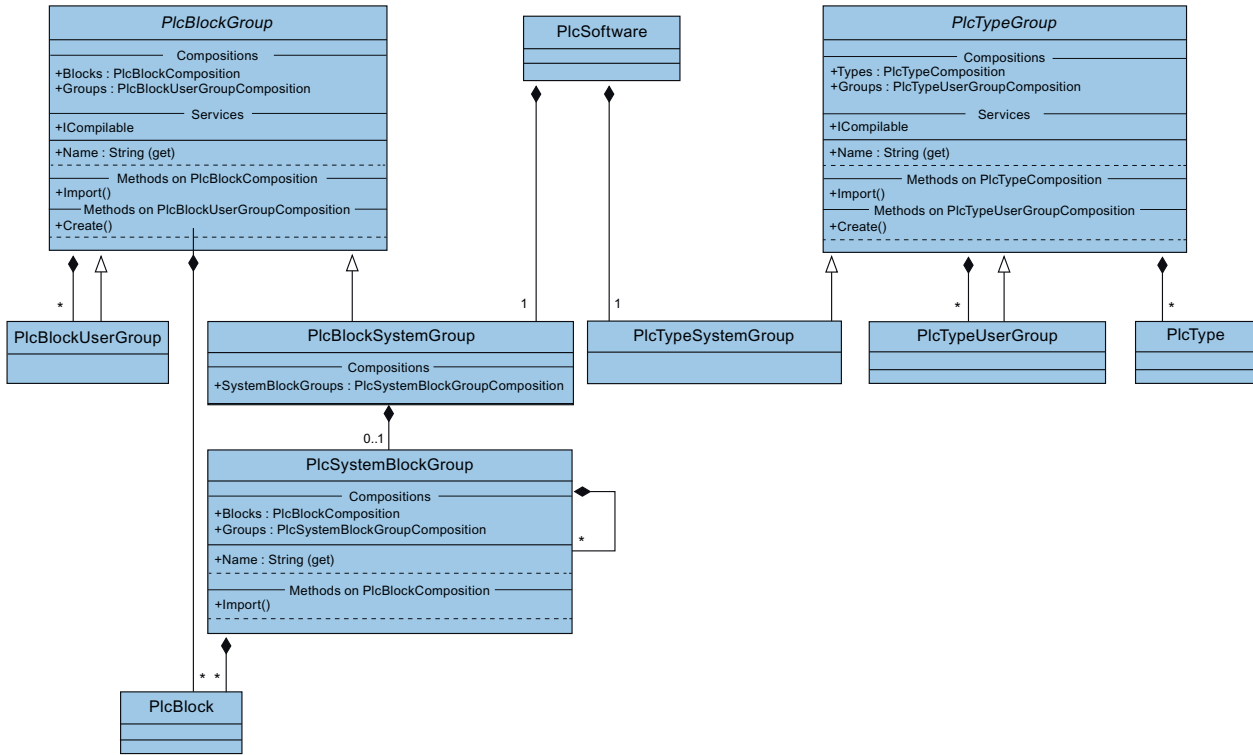 PlcBlockGroup
Compositions
+Blocks : PlcBlockComposition
+Groups : PlcBlockUserGroupComposition
Services
+ICompilable
+Name : String (get)
Methods on PlcBlockComposition
+Import()
Methods on PlcBlockUserGroupComposition
+Create()
PlcSoftware
PlcTypeGroup
Compositions
+Types : PlcTypeComposition
+Groups : PlcTypeUserGroupComposition
Services
+ICompilable
+Name : String (get)
Methods on PlcTypeComposition
+Import()
Methods on PlcTypeUserGroupComposition
+Create()
*
1
1
*
*
PlcBlockUserGroup
PlcBlockSystemGroup
Compositions
+SystemBlockGroups : PlcSystemBlockGroupComposition
PlcTypeSystemGroup
PlcTypeUserGroup
PlcType
0..1
PlcSystemBlockGroup
Compositions
+Blocks : PlcBlockComposition
+Groups : PlcSystemBlockGroupComposition
*
+Name : String (get)
Methods on PlcBlockComposition
+Import()
* *
PlcBlock